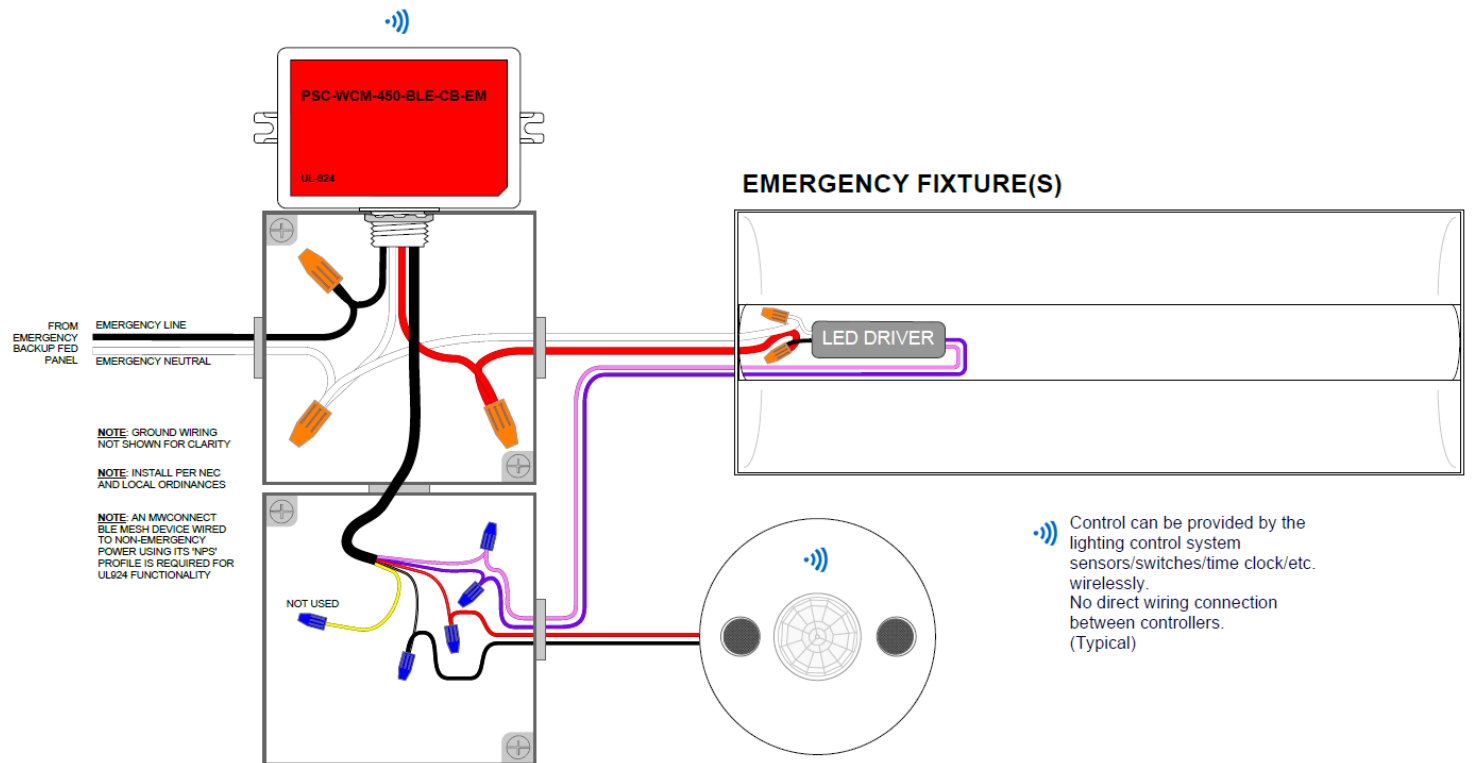 PSC-WCM-450-BLE-CB-EM
UL-924
EMERGENCY FIXTURE(S)
FROM
EMERGENCY
BACKUP FED
PANEL
EMERGENCY LINE
EMERGENCY NEUTRAL
LED DRIVER
NOTE: GROUND WIRING
NOT SHOWN FOR CLARITY
NOTE: INSTALL PER NEC
AND LOCAL ORDINANCES
NOTE: AN MWCONNECT
BLE MESH DEVICE WIRED
TO NON-EMERGENCY
POWER USING ITS 'NPS'
PROFILE IS REQUIRED FOR
UL924 FUNCTIONALITY
NOT USED
Control can be provided by the
lighting control system
sensors/switches/time clock/etc.
wirelessly.
No direct wiring connection
between controllers.
(Typical)